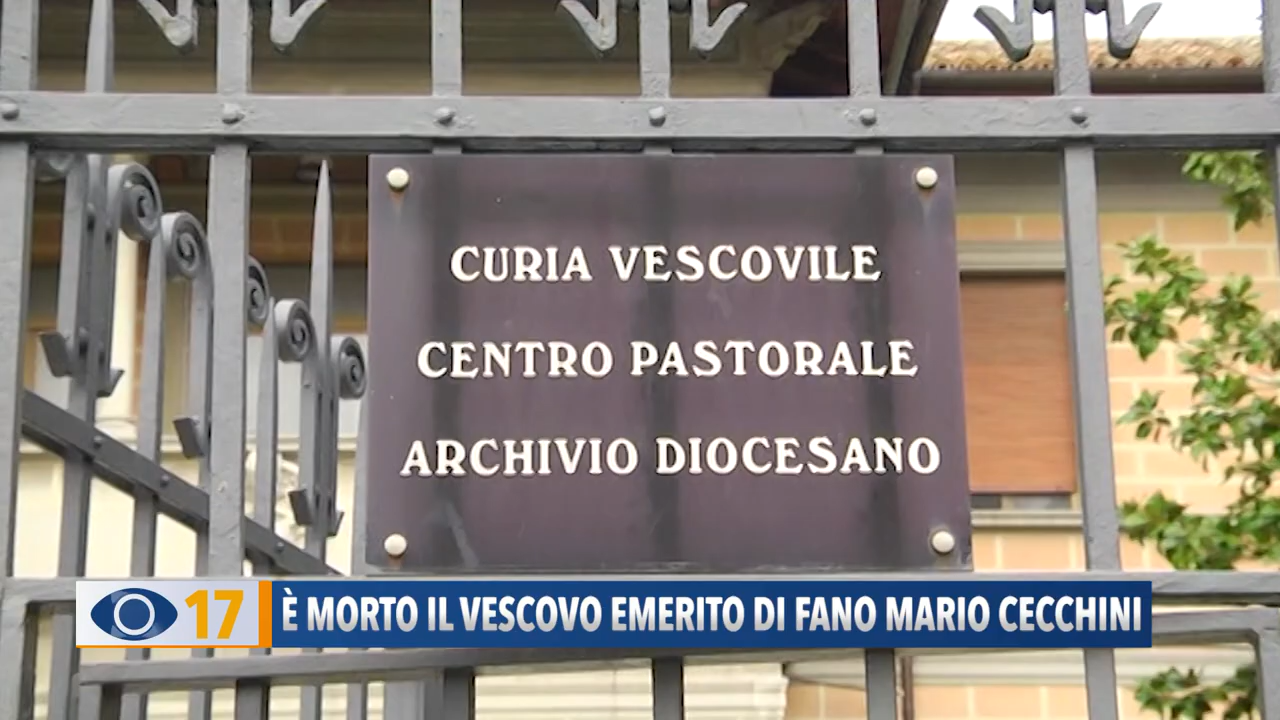 CURIA VESCOVILE
CENTRO PASTORALE
ARCHIVIO DIOCESANO
17 È MORTO IL VESCOVO EMERITO DI FANO MARIO CECCHINI